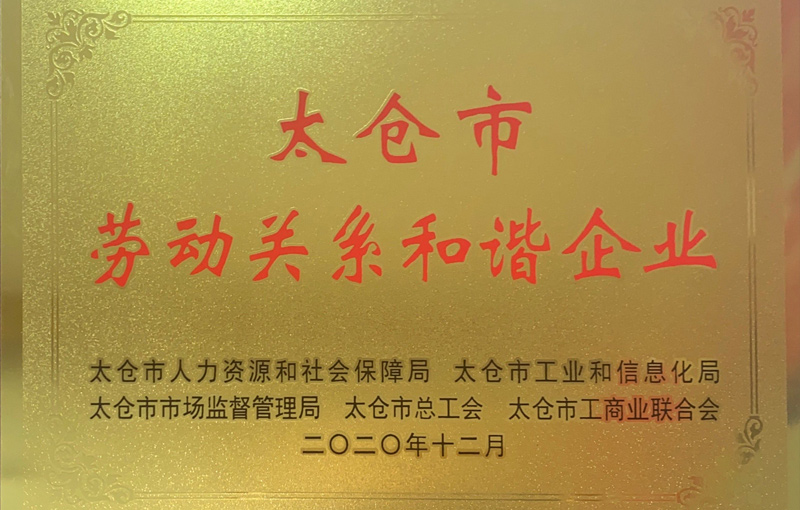 太仓市
劳动关系和谐企业
太仓市人力资源和社会保障局 太仓市工业和信息化局
太仓市市场监督管理局 太仓市总工会 太仓市工商业联合会
二〇二〇年十二月